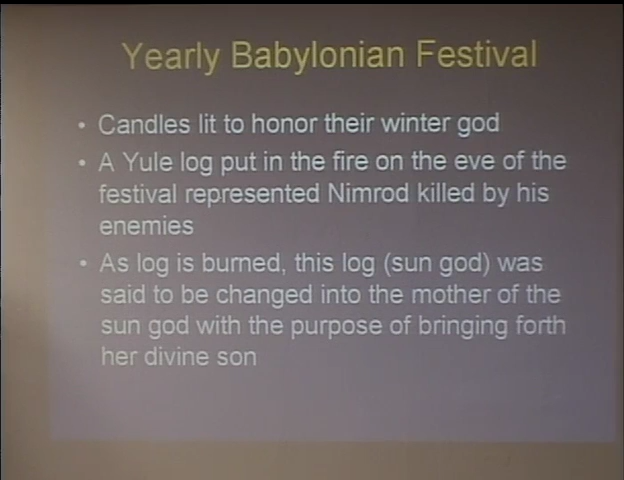 Yearly Babylonian Festival
• Candles lit to honor their winter god
• A Yule log put in the fire on the eve of the
festival represented Nimrod killed by his
enemies
• As log is burned, this log (sun god) was
said to be changed into the mother of the
sun god with the purpose of bringing forth
her divine son